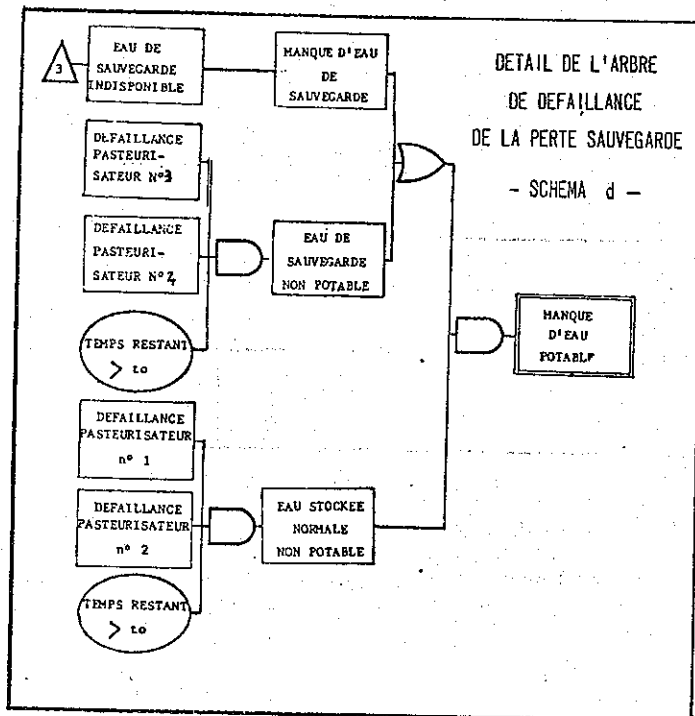 DETAIL DE L'ARBRE
DE DEFAILLANCE
DE LA PERTE SAUVEGARDE
- SCHEMA d -
3
EAU DE
SAUVEGARDE
INDISPONIBLE
MANQUE D'EAU
DE
SAUVEGARDE
DEFAILLANCE
PASTEURI-
SATEUR N°3
DEFAILLANCE
PASTEURI-
SATEUR N°4
EAU DE
SAUVEGARDE
NON POTABLE
TEMPS RESTANT
> to
MANQUE
D'EAU
POTABLE
DEFAILLANCE
PASTEURISATEUR
n° 1
DEFAILLANCE
PASTEURISATEUR
n° 2
EAU STOCKEE
NORMALE
NON POTABLE
TEMPS RESTANT
> to